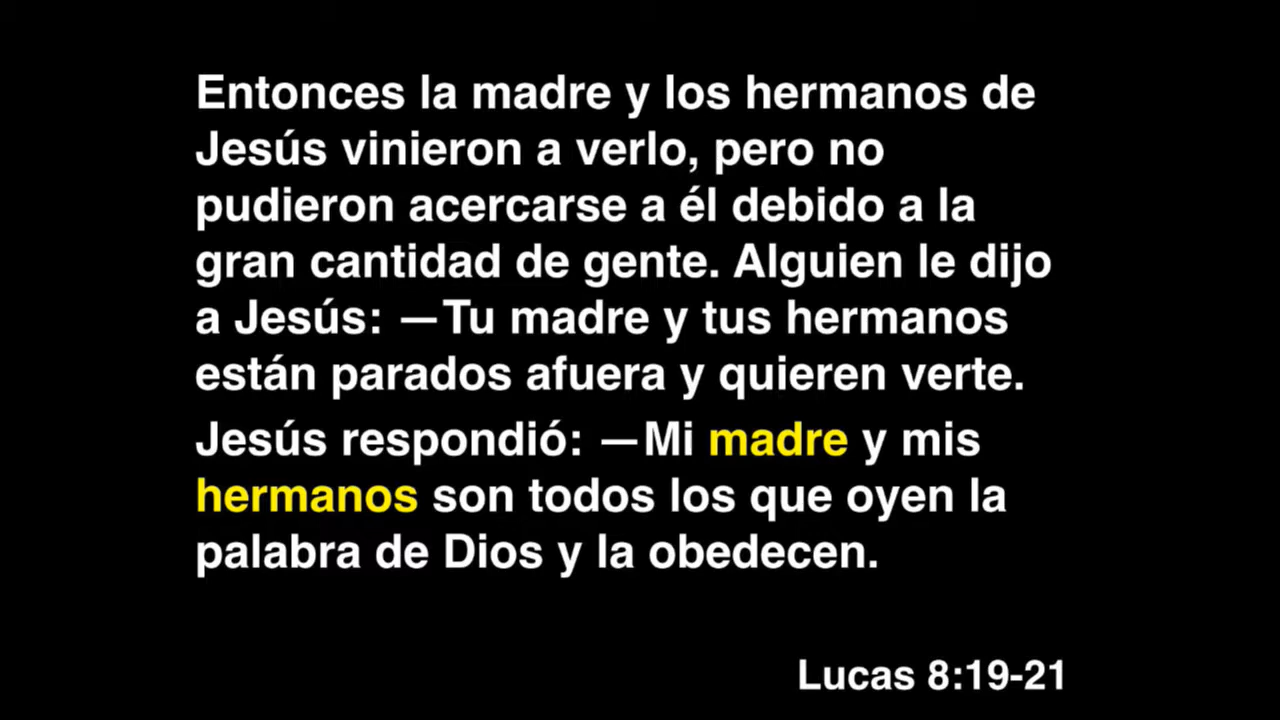 Entonces la madre y los hermanos de
Jesús vinieron a verlo, pero no
pudieron acercarse a él debido a la
gran cantidad de gente. Alguien le dijo
a Jesús: —Tu madre y tus hermanos
están parados afuera y quieren verte.
Jesús respondió: —Mi madre y mis
hermanos son todos los que oyen la
palabra de Dios y la obedecen.
Lucas 8:19-21